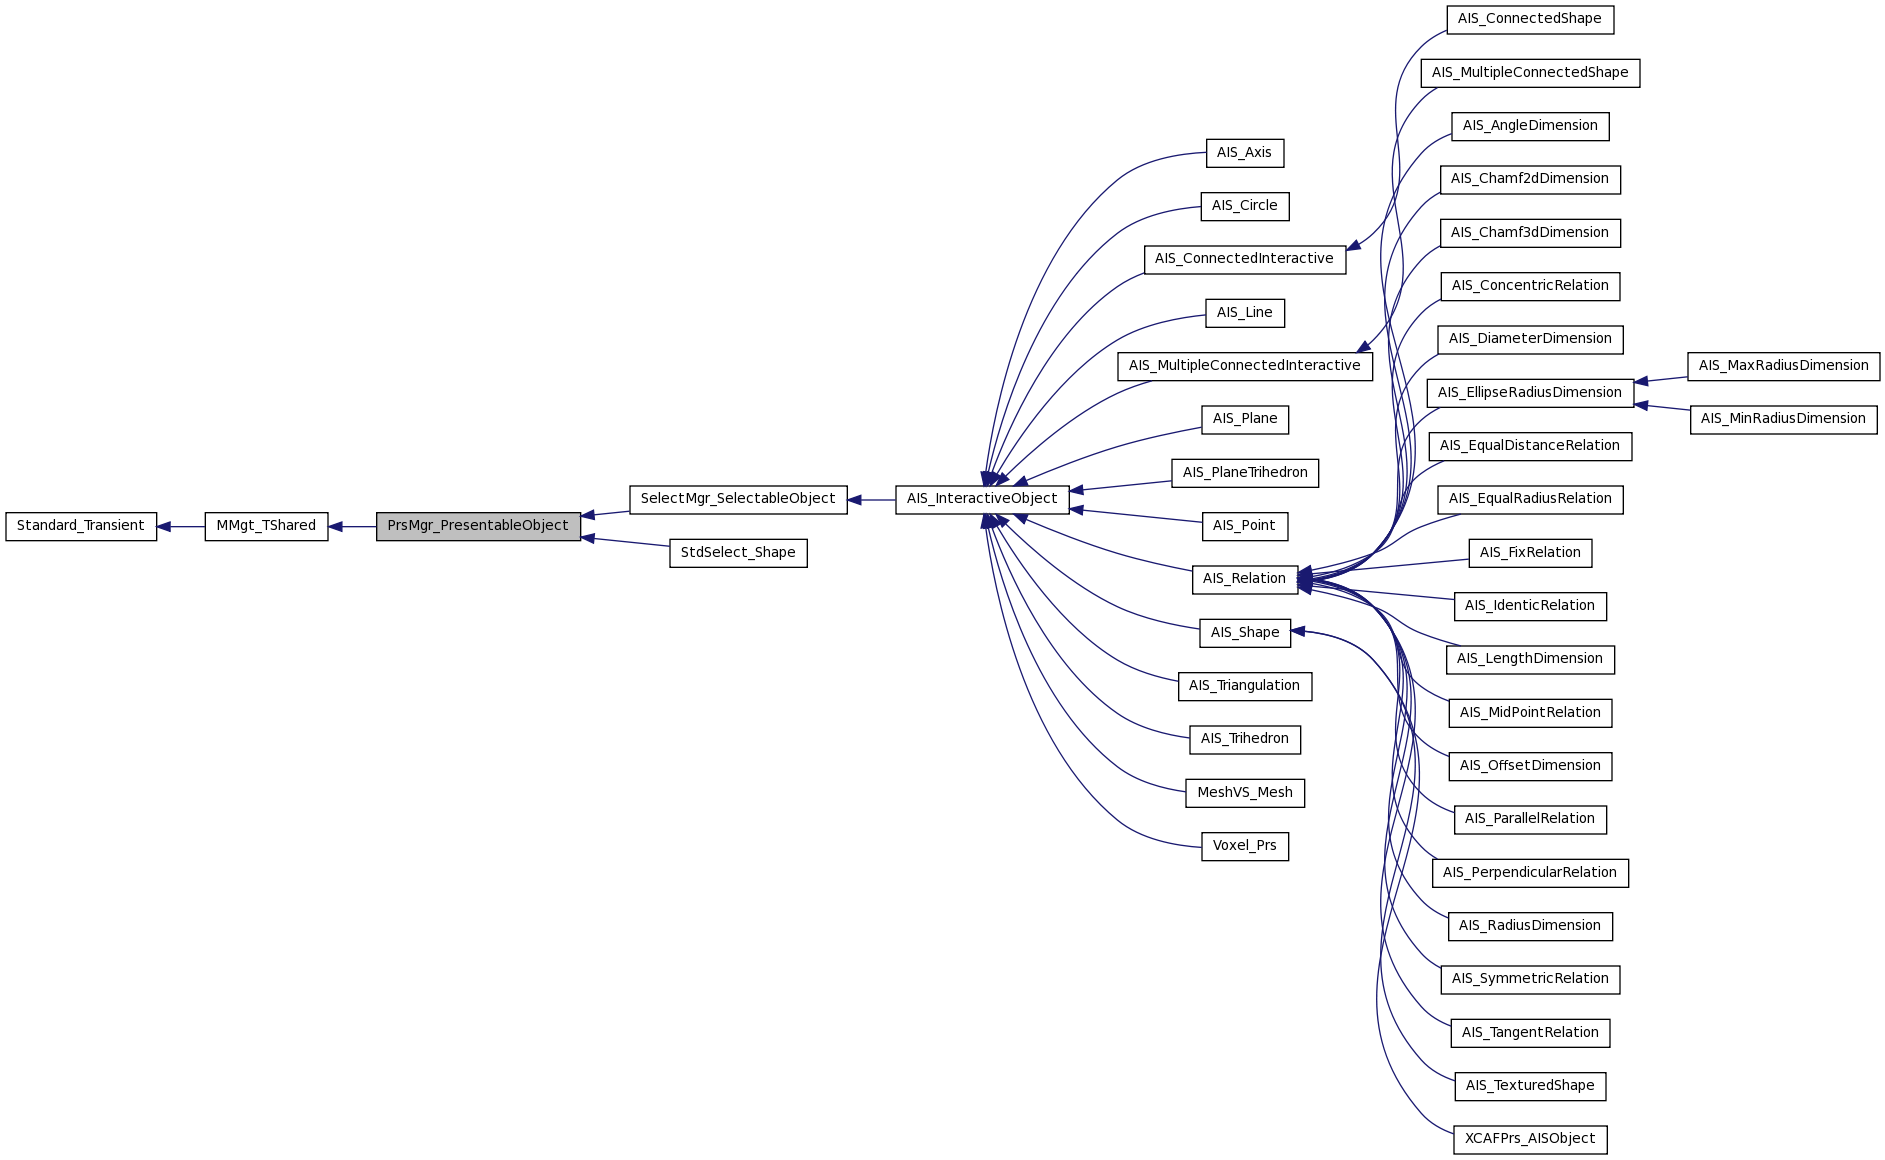 Standard_Transient
MMgt_TShared
PrsMgr_PresentableObject
SelectMgr_SelectableObject
StdSelect_Shape
AIS_InteractiveObject
AIS_Axis
AIS_Circle
AIS_ConnectedInteractive
AIS_Line
AIS_MultipleConnectedInteractive
AIS_Plane
AIS_PlaneTrihedron
AIS_Point
AIS_Relation
AIS_Shape
AIS_Triangulation
AIS_Trihedron
MeshVS_Mesh
Voxel_Prs
AIS_ConnectedShape
AIS_MultipleConnectedShape
AIS_AngleDimension
AIS_Chamf2dDimension
AIS_Chamf3dDimension
AIS_ConcentricRelation
AIS_DiameterDimension
AIS_EllipseRadiusDimension
AIS_EqualDistanceRelation
AIS_EqualRadiusRelation
AIS_FixRelation
AIS_IdenticRelation
AIS_LengthDimension
AIS_MidPointRelation
AIS_OffsetDimension
AIS_ParallelRelation
AIS_PerpendicularRelation
AIS_RadiusDimension
AIS_SymmetricRelation
AIS_TangentRelation
AIS_TexturedShape
XCAFPrs_AISObject
AIS_MaxRadiusDimension
AIS_MinRadiusDimension